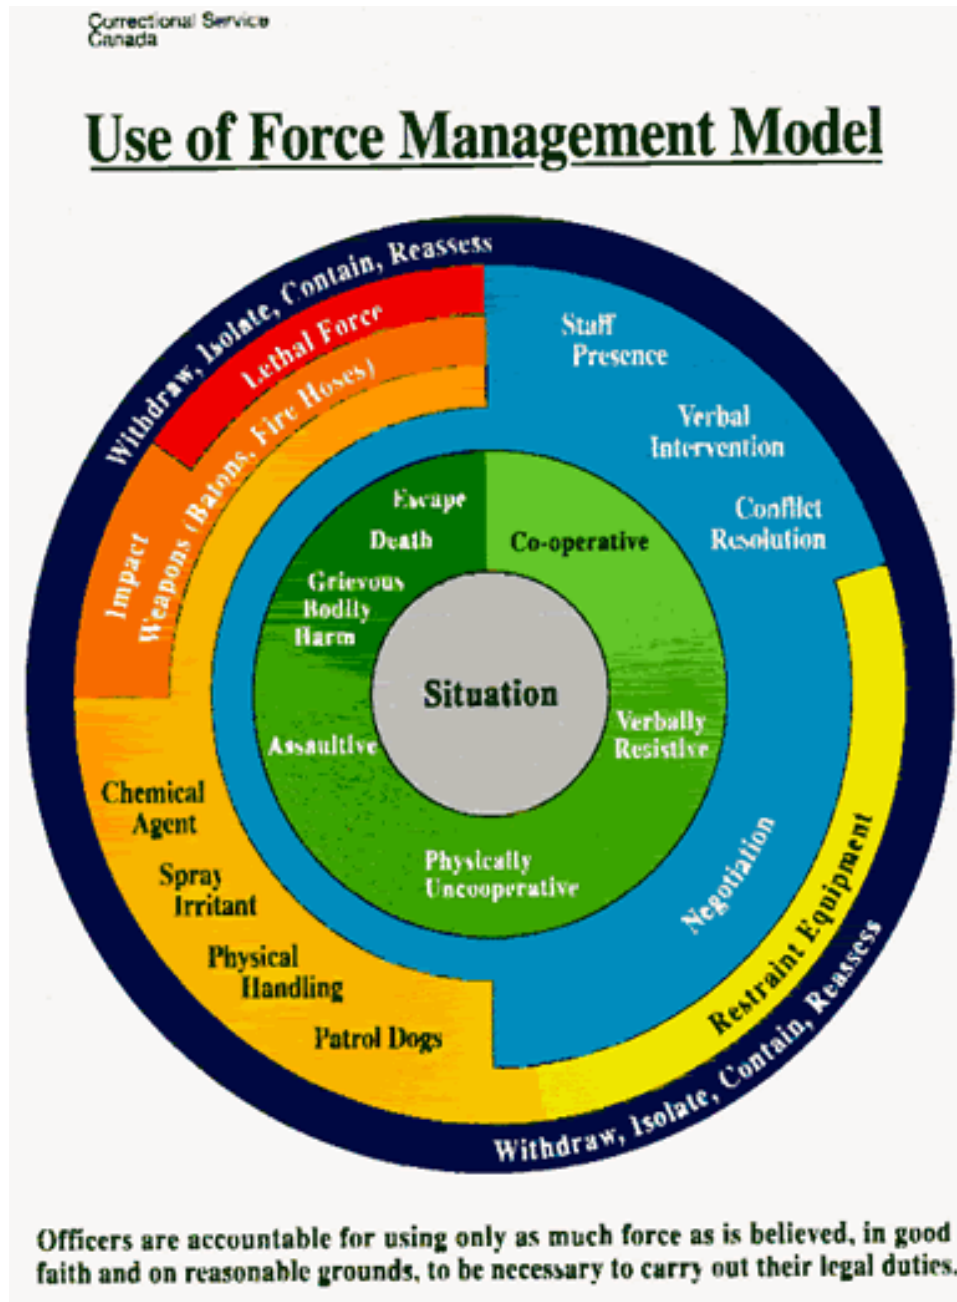 Correctional Service
Canada
Use of Force Management Model
Withdraw, Isolate, Contain, Reassess
Lethal Force
Impact
Weapons (Batons, Fire Hoses)
Staff
Presence
Verbal
Intervention
Conflict
Resolution
Escape
Death
Grievous
Bodily
Harm
Co-operative
Situation
Assaultive
Verbally
Resistive
Physically
Uncooperative
Chemical
Agent
Spray
Irritant
Physical
Handling
Patrol Dogs
Negotiation
Restraint Equipment
Withdraw, Isolate, Contain, Reassess
Officers are accountable for using only as much force as is believed, in good
faith and on reasonable grounds, to be necessary to carry out their legal duties.